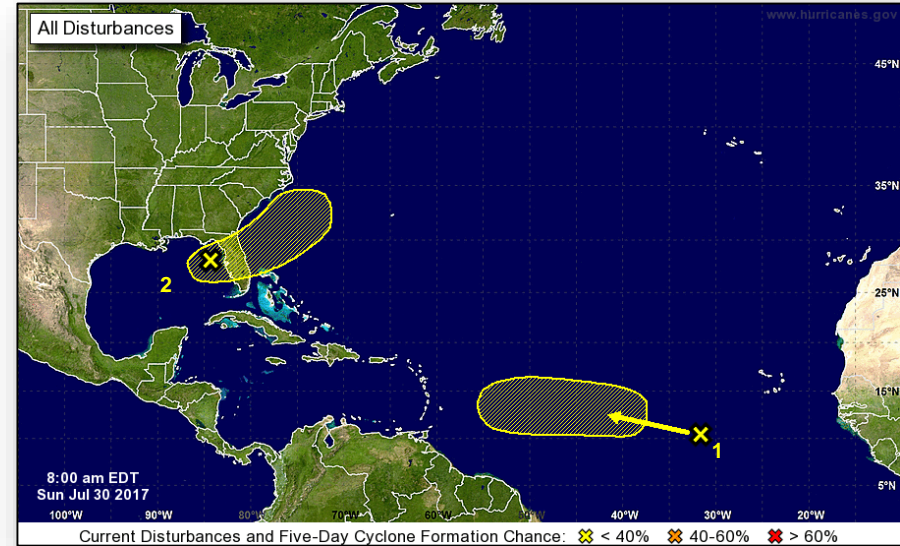 www.hurricanes.gov
All Disturbances
45°N
35°N
2
25°N
15°N
1
8:00 am EDT
Sun Jul 30 2017
5°N
100°W 90°W 80°W 70°W 60°W 50°W 40°W 30°W 20°W
Current Disturbances and Five-Day Cyclone Formation Chance: < 40% 40-60% > 60%